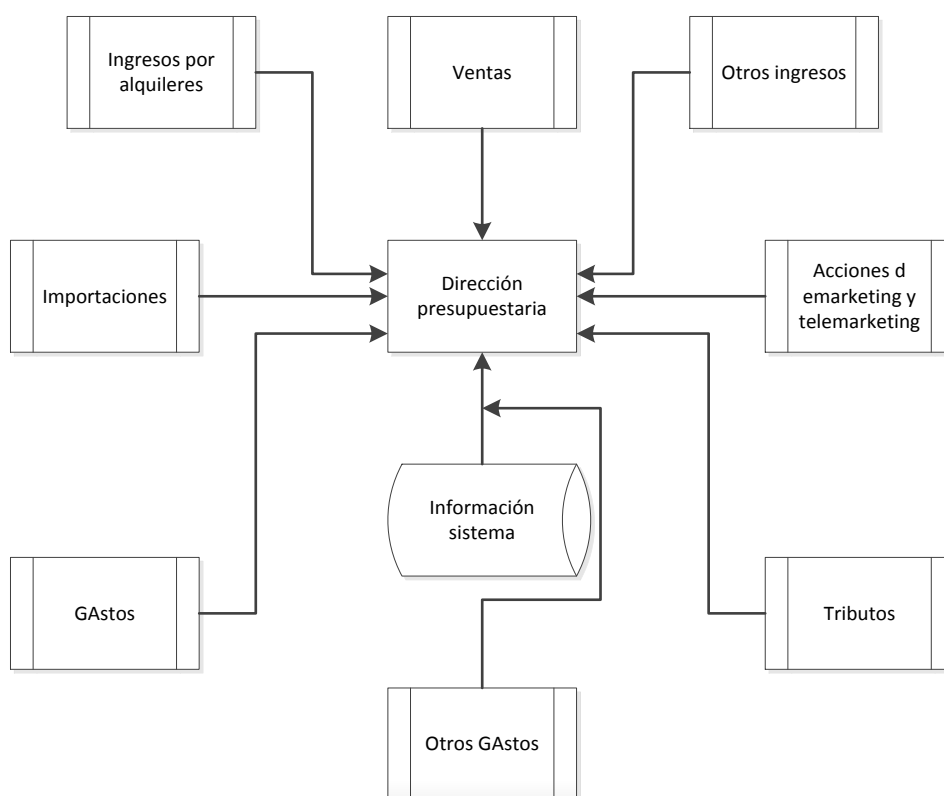 Ingresos por
alquileres
Ventas
Otros ingresos
Importaciones
Dirección
presupuestaria
Acciones d
emarketing y
telemarketing
Información
sistema
GAstos
Tributos
Otros GAstos